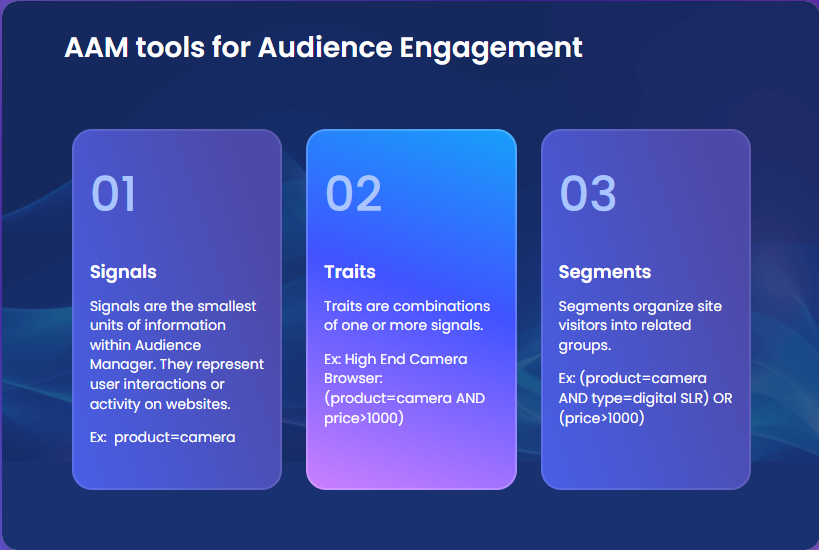 AAM tools for Audience Engagement
01
Signals
Signals are the smallest
units of information
within Audience
Manager. They represent
user interactions or
activity on websites.
Ex:  product=camera
02
Traits
Traits are combinations
of one or more signals.
Ex: High End Camera
Browser:
(product=camera AND
price>1000)
03
Segments
Segments organize site
visitors into related
groups.
Ex: (product=camera
AND type=digital SLR) OR
(price>1000)